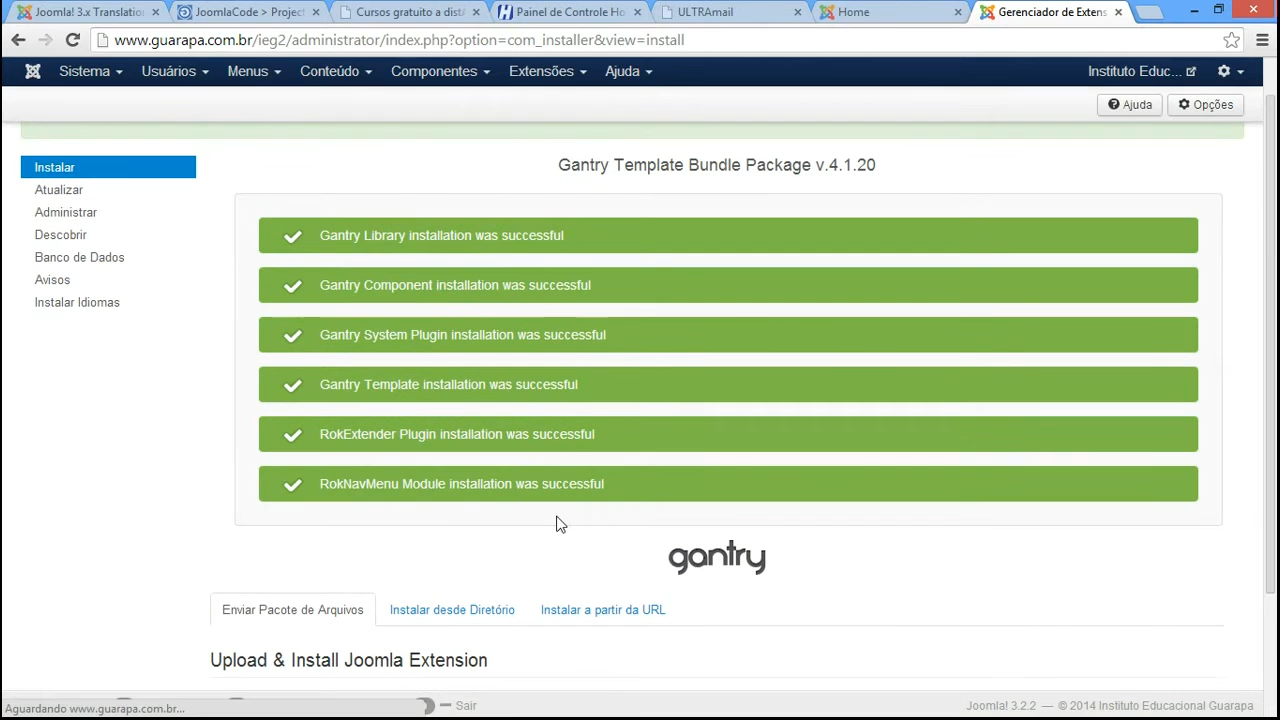 Joomla! 3.x Translation
JoomlaCode > Project
Cursos gratuito a dist
Painel de Controle Ho
ULTRAmail
Home
Gerenciador de Extens
www.guarapa.com.br/ieg2/administrator/index.php?option=com_installer&view=install
Sistema
Usuários
Menus
Conteúdo
Componentes
Extensões
Ajuda
Instituto Educ...
Ajuda
Opções
Instalar
Atualizar
Administrar
Descobrir
Banco de Dados
Avisos
Instalar Idiomas
Gantry Template Bundle Package v.4.1.20
Gantry Library installation was successful
Gantry Component installation was successful
Gantry System Plugin installation was successful
Gantry Template installation was successful
RokExtender Plugin installation was successful
RokNavMenu Module installation was successful
gantry
Enviar Pacote de Arquivos
Instalar desde Diretório
Instalar a partir da URL
Upload & Install Joomla Extension
Aguardando www.guarapa.com.br...
Sair
Joomla! 3.2.2 — © 2014 Instituto Educacional Guarapa